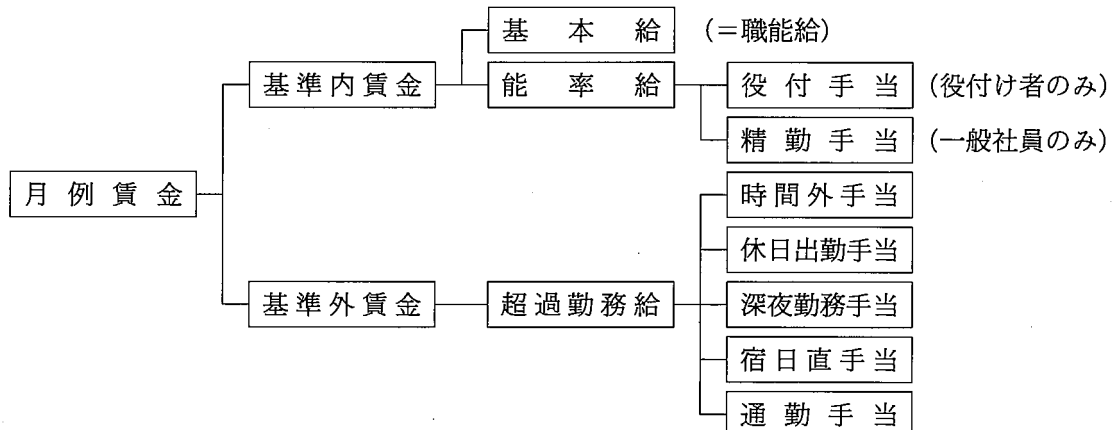 基本給 (=職能給)
基準内賃金 能率給 役付手当 (役付け者のみ)
精勤手当 (一般社員のみ)
月例賃金 時間外手当
休日出勤手当
基準外賃金 超過勤務給 深夜勤務手当
宿日直手当
通勤手当